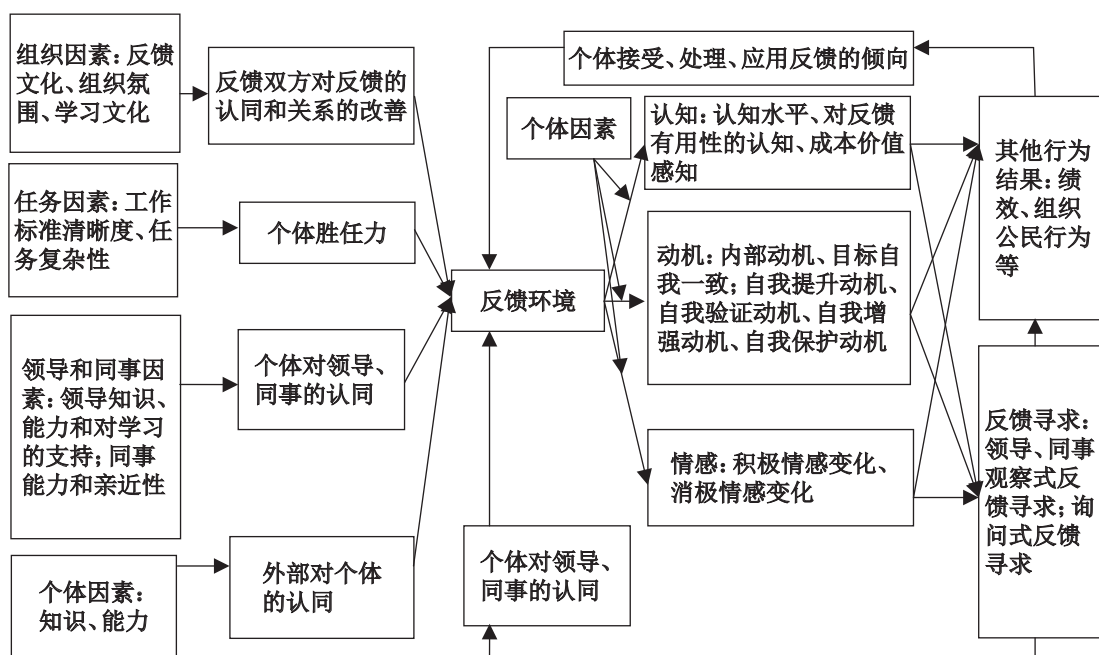 组织因素：反馈
文化、组织氛
围、学习文化
反馈双方对反馈的
认同和关系的改善
任务因素：工作
标准清晰度、任
务复杂性
个体胜任力
领导和同事因
素：领导知识、
能力和对学习
的支持；同事
能力和亲近性
个体对领导、
同事的认同
个体因素：
知识、能力
外部对个体
的认同
反馈环境
个体对领导、
同事的认同
个体接受、处理、应用反馈的倾向
个体因素
认知：认知水平、对反馈
有用性的认知、成本价值
感知
动机：内部动机、目标自
我一致；自我提升动机、
自我验证动机、自我增
强动机、自我保护动机
情感：积极情感变化、
消极情感变化
其他行为
结果：绩
效、组织
公民行为
等
反馈寻求：
领导、同事
观察式反
馈寻求；询
问式反馈
寻求